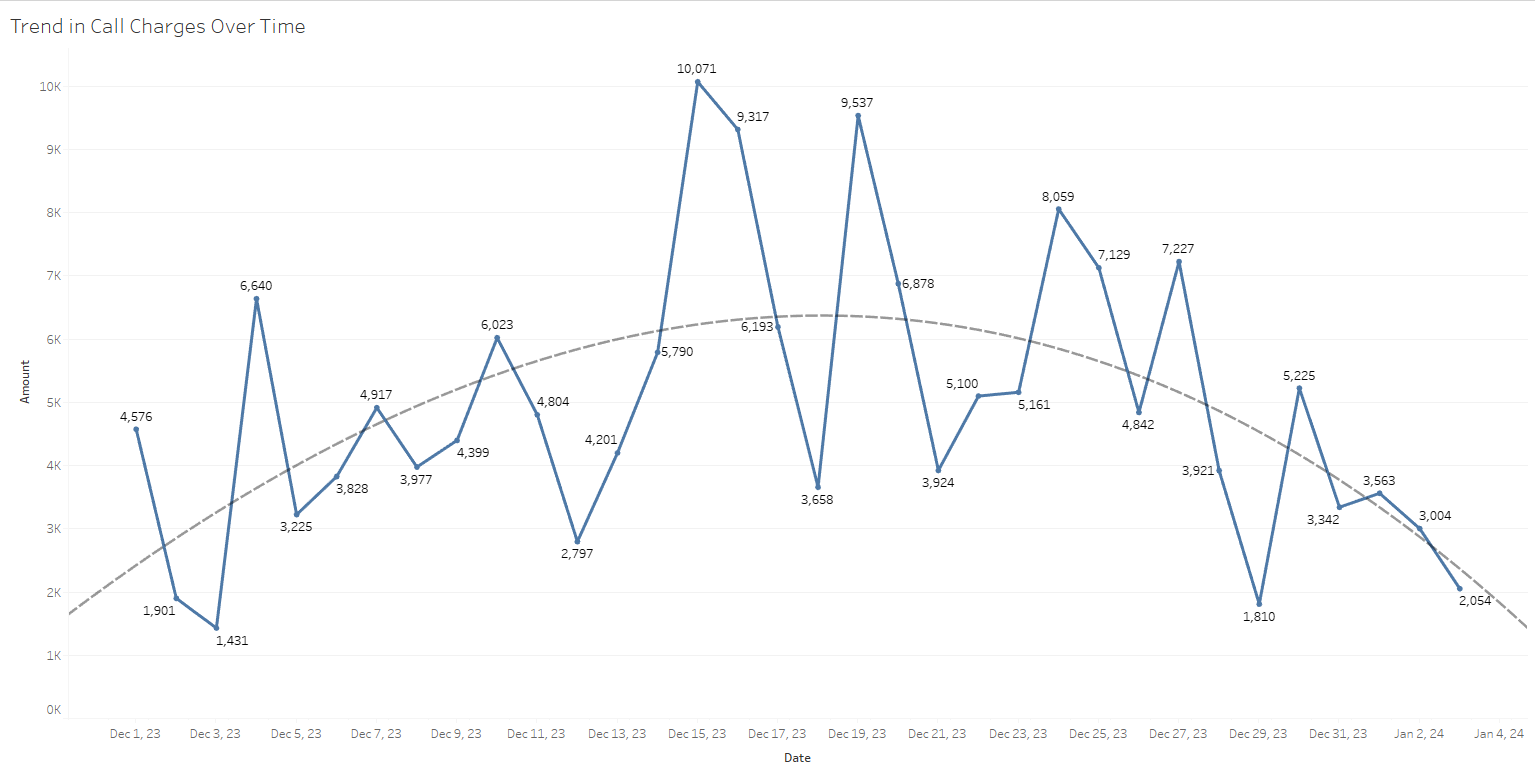 Trend in Call Charges Over Time
10,071
10K
9,537
9,317
9K
8,059
8K
7,227
7,129
7K
6,640
6,878
6,023
6,193
6K
5,790
5,225
5,100
5,161
Amount
5K
4,917
4,804
4,576
4,842
4,201
4,399
4K
3,977
3,921
3,828
3,924
3,658
3,563
3,342
3,225
3,004
3K
2,797
2K
1,901
2,054
1,810
1,431
1K
0K
Dec 1, 23 Dec 3, 23 Dec 5, 23 Dec 7, 23 Dec 9, 23 Dec 11, 23 Dec 13, 23 Dec 15, 23 Dec 17, 23 Dec 19, 23 Dec 21, 23 Dec 23, 23 Dec 25, 23 Dec 27, 23 Dec 29, 23 Dec 31, 23 Jan 2, 24 Jan 4, 24
Date